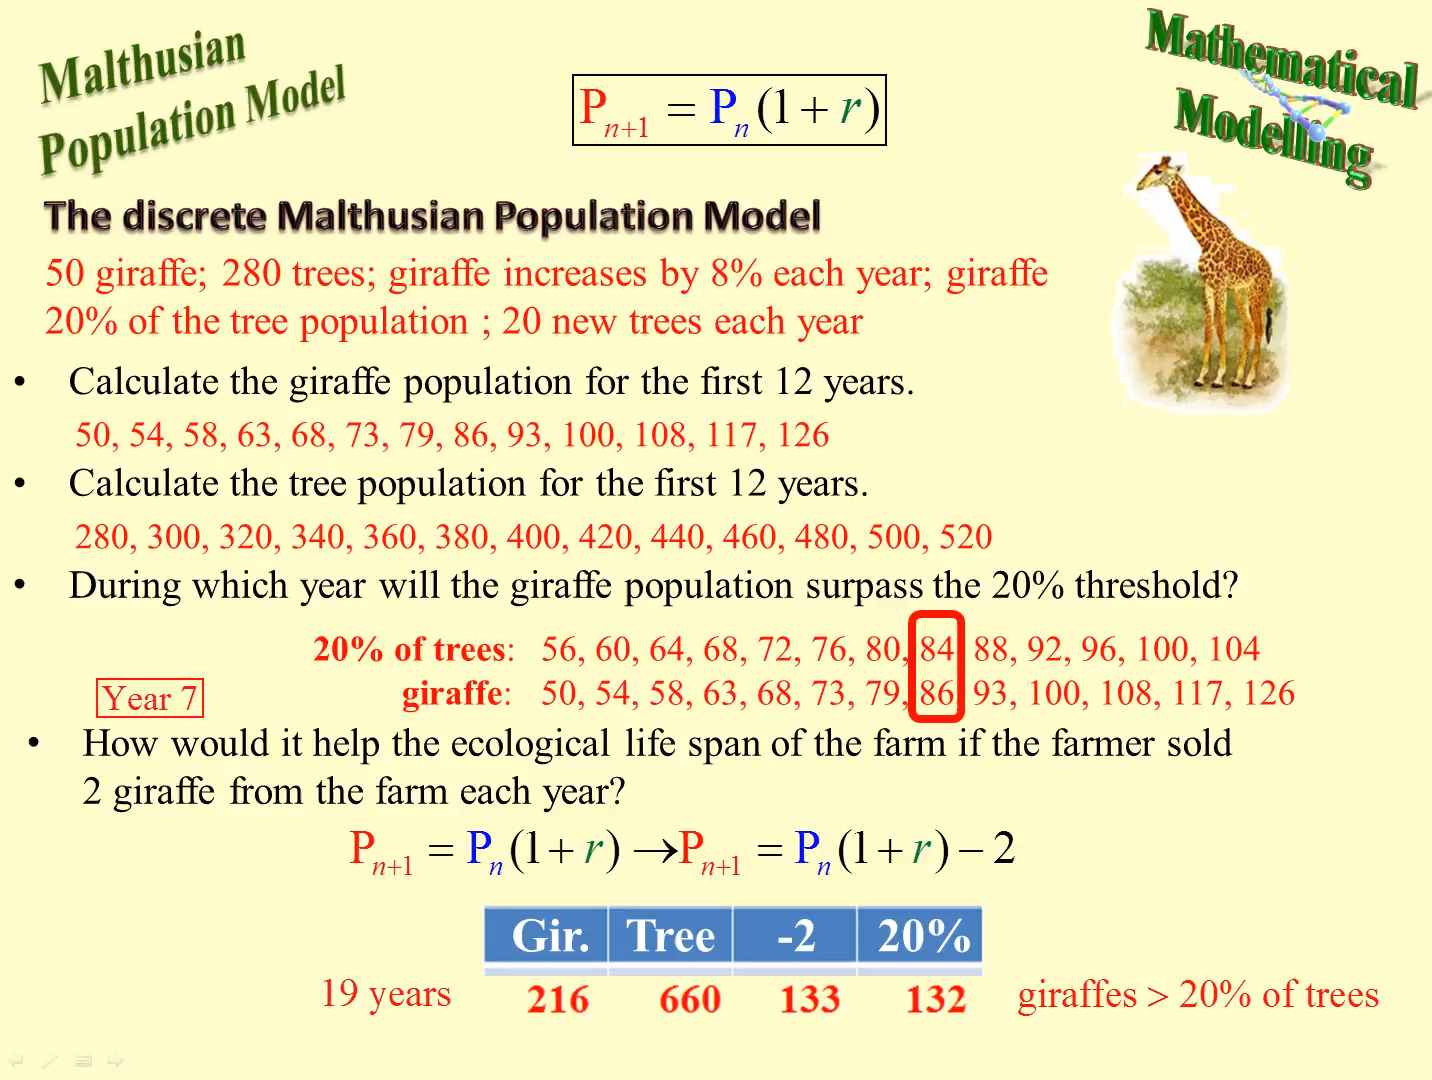 Malthusian
Population Model
Mathematical
Modelling
Pₙ₊₁ = Pₙ(1 + r)
The discrete Malthusian Population Model
50 giraffe; 280 trees; giraffe increases by 8% each year; giraffe
20% of the tree population ; 20 new trees each year
• Calculate the giraffe population for the first 12 years.
50, 54, 58, 63, 68, 73, 79, 86, 93, 100, 108, 117, 126
• Calculate the tree population for the first 12 years.
280, 300, 320, 340, 360, 380, 400, 420, 440, 460, 480, 500, 520
• During which year will the giraffe population surpass the 20% threshold?
20% of trees: 56, 60, 64, 68, 72, 76, 80, 84, 88, 92, 96, 100, 104
giraffe: 50, 54, 58, 63, 68, 73, 79, 86, 93, 100, 108, 117, 126
Year 7
• How would it help the ecological life span of the farm if the farmer sold
2 giraffe from the farm each year?
Pₙ₊₁ = Pₙ(1 + r) → Pₙ₊₁ = Pₙ(1 + r) − 2
Gir. Tree -2 20%
19 years 216 660 133 132 giraffes > 20% of trees